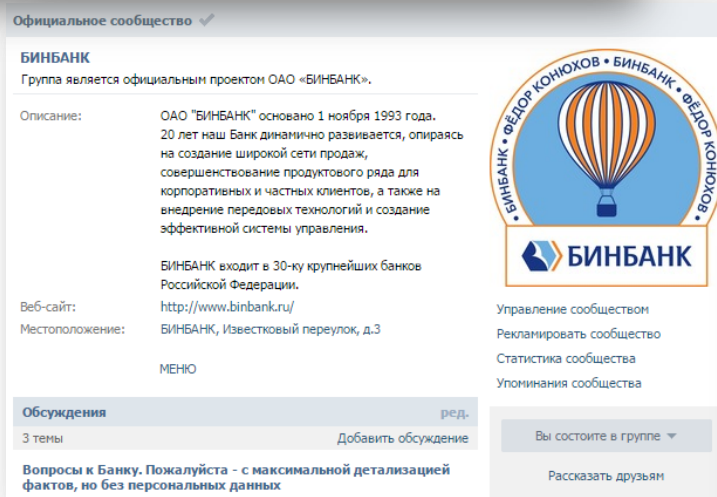 Официальное сообщество
БИНБАНК
Группа является официальным проектом ОАО «БИНБАНК».
Описание:
ОАО "БИНБАНК" основано 1 ноября 1993 года.
20 лет наш Банк динамично развивается, опираясь
на создание широкой сети продаж,
совершенствование продуктового ряда для
корпоративных и частных клиентов, а также на
внедрение передовых технологий и создание
эффективной системы управления.
БИНБАНК входит в 30-ку крупнейших банков
Российской Федерации.
Веб-сайт:
http://www.binbank.ru/
Местоположение:
БИНБАНК, Известковый переулок, д.3
МЕНЮ
Обсуждения
ред.
3 темы
Добавить обсуждение
Вопросы к Банку. Пожалуйста - с максимальной детализацией
фактов, но без персональных данных
• БИНБАНК • ФЁДОР КОНЮХОВ • БИНБАНК • ФЁДОР КОНЮХОВ •
БИНБАНК
Управление сообществом
Рекламировать сообщество
Статистика сообщества
Упоминания сообщества
Вы состоите в группе
Рассказать друзьям